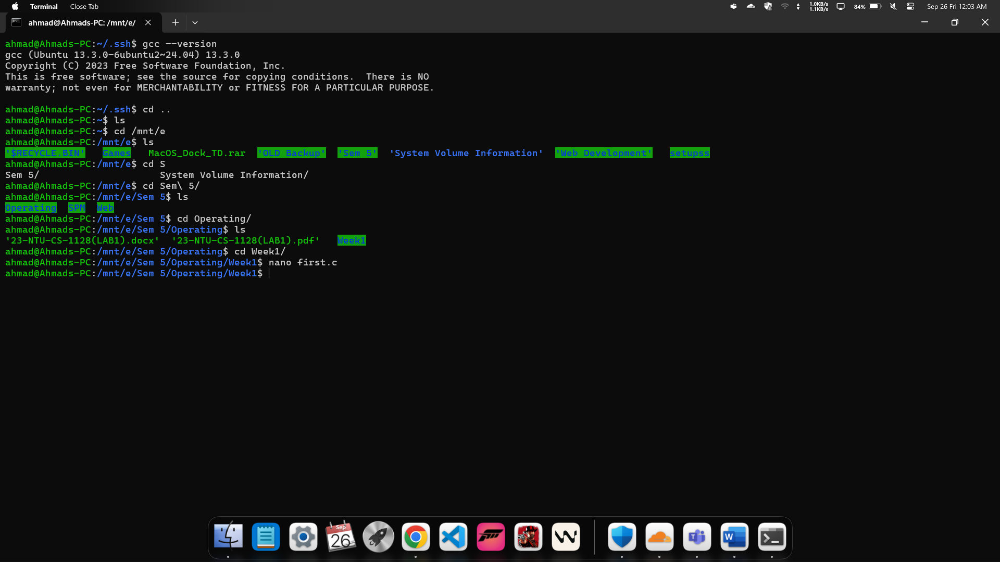 Terminal Close Tab 1.0KB/s 1.1KB/s 84% Sep 26 Fri 12:03 AM
ahmad@Ahmads-PC: /mnt/e/
ahmad@Ahmads-PC:~/.ssh$ gcc --version
gcc (Ubuntu 13.3.0-6ubuntu2~24.04) 13.3.0
Copyright (C) 2023 Free Software Foundation, Inc.
This is free software; see the source for copying conditions.  There is NO
warranty; not even for MERCHANTABILITY or FITNESS FOR A PARTICULAR PURPOSE.
ahmad@Ahmads-PC:~/.ssh$ cd ..
ahmad@Ahmads-PC:~$ ls
ahmad@Ahmads-PC:~$ cd /mnt/e
ahmad@Ahmads-PC:/mnt/e$ ls
'$RECYCLE.BIN'   Games   MacOS_Dock_TD.rar  'OLD Backup'  'Sem 5'  'System Volume Information'  'Web Development'   setupss
ahmad@Ahmads-PC:/mnt/e$ cd S
Sem 5/                     System Volume Information/
ahmad@Ahmads-PC:/mnt/e$ cd Sem\ 5/
ahmad@Ahmads-PC:/mnt/e/Sem 5$ ls
Operating  SPM  Web
ahmad@Ahmads-PC:/mnt/e/Sem 5$ cd Operating/
ahmad@Ahmads-PC:/mnt/e/Sem 5/Operating$ ls
'23-NTU-CS-1128(LAB1).docx'  '23-NTU-CS-1128(LAB1).pdf'   Week1
ahmad@Ahmads-PC:/mnt/e/Sem 5/Operating$ cd Week1/
ahmad@Ahmads-PC:/mnt/e/Sem 5/Operating/Week1$ nano first.c
ahmad@Ahmads-PC:/mnt/e/Sem 5/Operating/Week1$
Sep
26
T
W